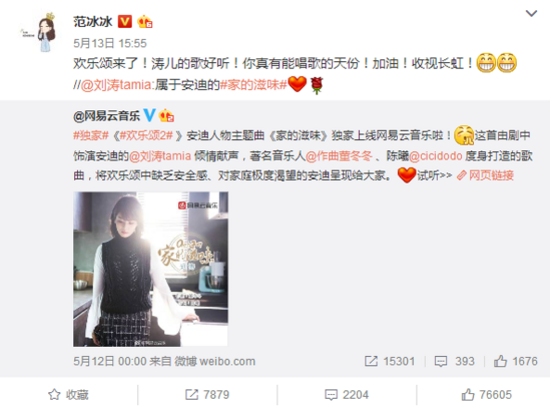 范冰冰
5月13日 15:55
欢乐颂来了！涛儿的歌好听！你真有能唱歌的天份！加油！收视长虹！
//@刘涛tamia:属于安迪的#家的滋味#
@网易云音乐
#独家#《#欢乐颂2# 》安迪人物主题曲《家的滋味》独家上线网易云音乐啦！这首由剧中
饰演安迪的@刘涛tamia 倾情献声，著名音乐人@作曲董冬冬 、陈曦@cicidodo 度身打造的歌
曲，将欢乐颂中缺乏安全感、对家庭极度渴望的安迪呈现给大家。试听>> 网页链接
网易云音乐
家的滋味
5月12日 00:00 来自 微博 weibo.com
15301
393
1676
收藏
7879
2204
76605